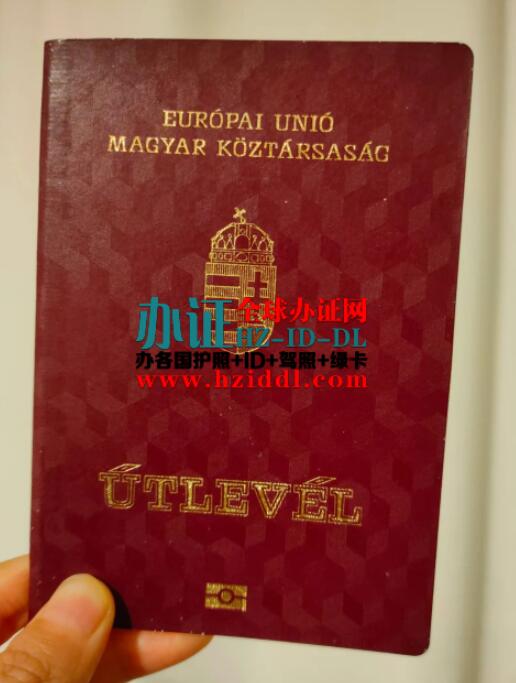 EURÓPAI UNIÓ
MAGYAR KÖZTÁRSASÁG
办证全球办证网
HZ-ID-DL
办各国护照+ID+驾照+绿卡
www.hziddl.com
ÚTLEVÉL